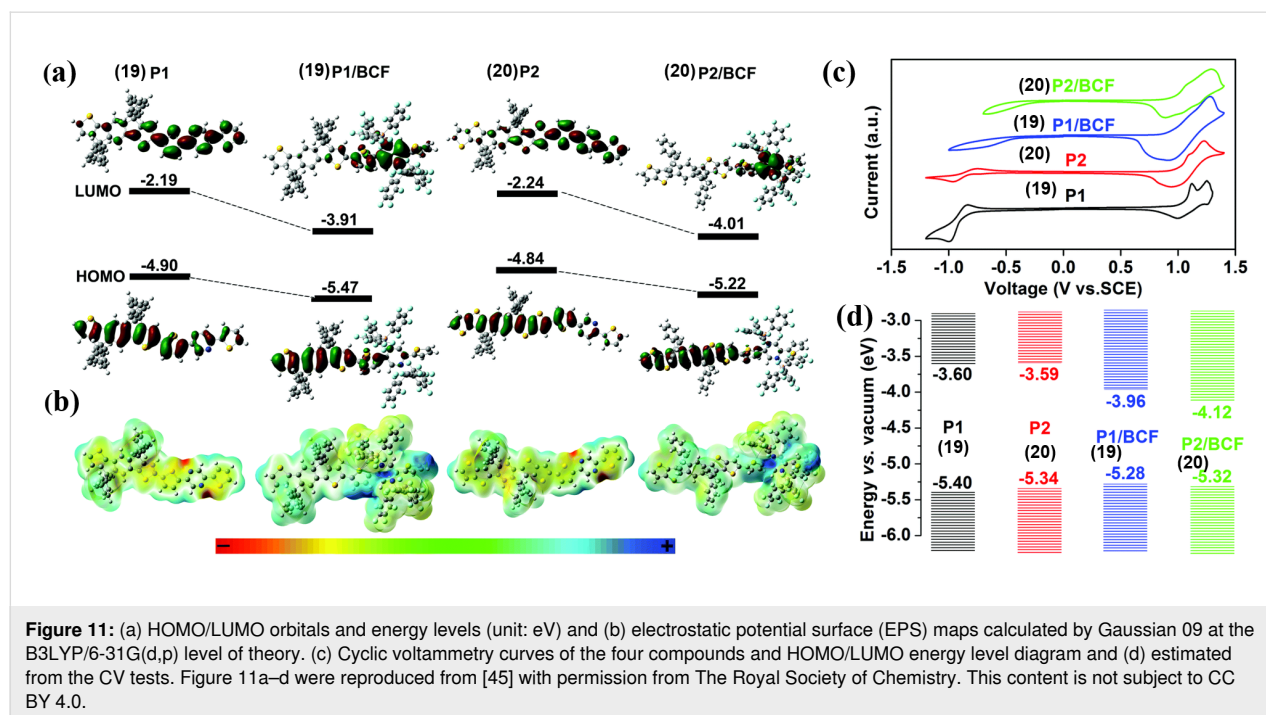 (a)
(19) P1
(19) P1/BCF
(20) P2
(20) P2/BCF
LUMO
-2.19
-3.91
-2.24
-4.01
HOMO
-4.90
-5.47
-4.84
-5.22
(b)
−
+
(c)
Current (a.u.)
(20) P2/BCF
(19) P1/BCF
(20) P2
(19) P1
-1.5 -1.0 -0.5 0.0 0.5 1.0 1.5
Voltage (V vs.SCE)
(d)
Energy vs. vacuum (eV)
-3.0
-3.5
-4.0
-4.5
-5.0
-5.5
-6.0
-3.60
-3.59
-3.96
-4.12
P1
(19)
P2
(20)
P1/BCF
(19)
P2/BCF
(20)
-5.40
-5.34
-5.28
-5.32
Figure 11: (a) HOMO/LUMO orbitals and energy levels (unit: eV) and (b) electrostatic potential surface (EPS) maps calculated by Gaussian 09 at the
B3LYP/6-31G(d,p) level of theory. (c) Cyclic voltammetry curves of the four compounds and HOMO/LUMO energy level diagram and (d) estimated
from the CV tests. Figure 11a–d were reproduced from [45] with permission from The Royal Society of Chemistry. This content is not subject to CC
BY 4.0.